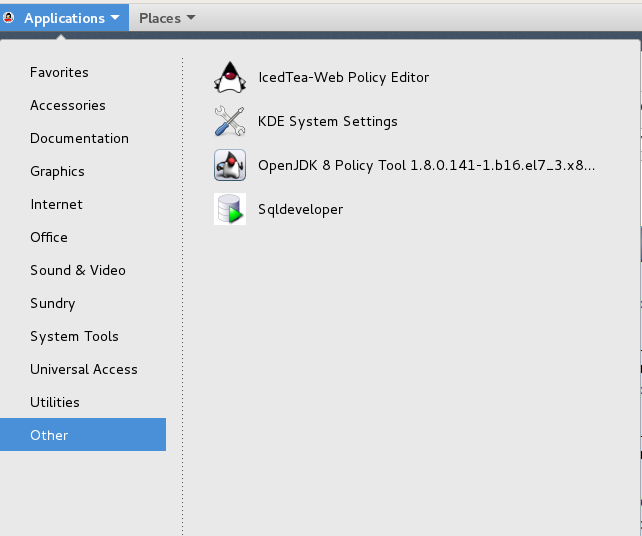 Applications
Places
Favorites
Accessories
Documentation
Graphics
Internet
Office
Sound & Video
Sundry
System Tools
Universal Access
Utilities
Other
IcedTea-Web Policy Editor
KDE System Settings
OpenJDK 8 Policy Tool 1.8.0.141-1.b16.el7_3.x8...
Sqldeveloper